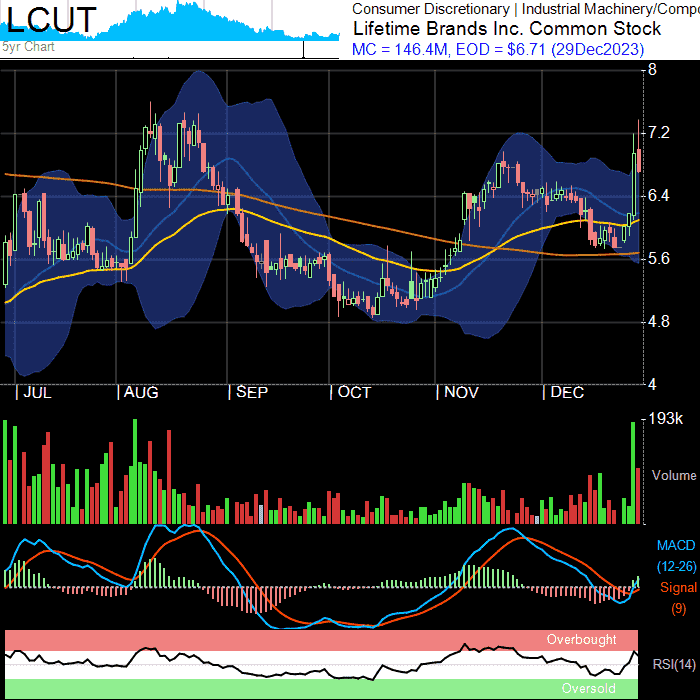 LCUT
5yr Chart
Consumer Discretionary | Industrial Machinery/Compo
Lifetime Brands Inc. Common Stock
MC = 146.4M, EOD = $6.71 (29Dec2023)
8
7.2
6.4
5.6
4.8
4
| JUL | AUG | SEP | OCT | NOV | DEC
193k
Volume
MACD
(12-26)
Signal
(9)
Overbought
RSI(14)
Oversold